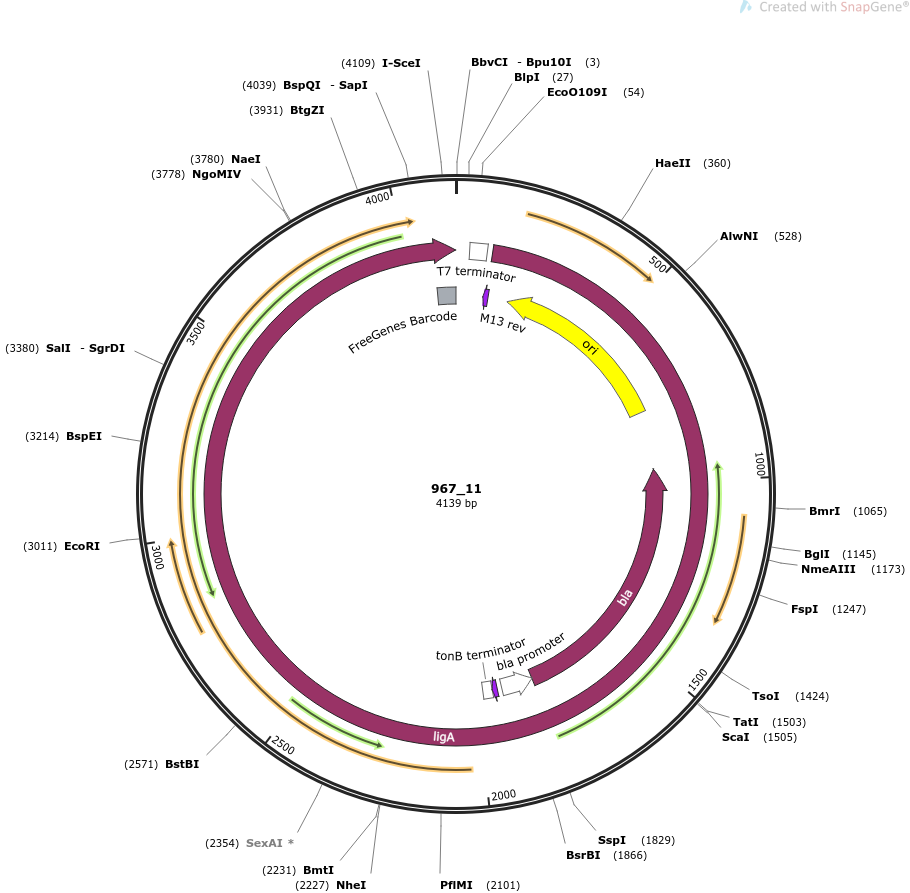 Created with SnapGene®
(4109) I-SceI
BbvCI - Bpu10I (3)
BlpI (27)
(4039) BspQI - SapI
EcoO109I (54)
(3931) BtgZI
(3780) NaeI
(3778) NgoMIV
HaeII (360)
AlwNI (528)
4000
500
T7 terminator
M13 rev
FreeGenes Barcode
ori
3500
(3380) SalI - SgrDI
(3214) BspEI
1000
967_11
4139 bp
BmrI (1065)
(3011) EcoRI
3000
BglI (1145)
NmeAIII (1173)
FspI (1247)
bla
tonB terminator
bla promoter
1500
TsoI (1424)
TatI (1503)
ScaI (1505)
ligA
2500
(2571) BstBI
2000
(2354) SexAI *
SspI (1829)
BsrBI (1866)
(2231) BmtI
(2227) NheI
PflMI (2101)